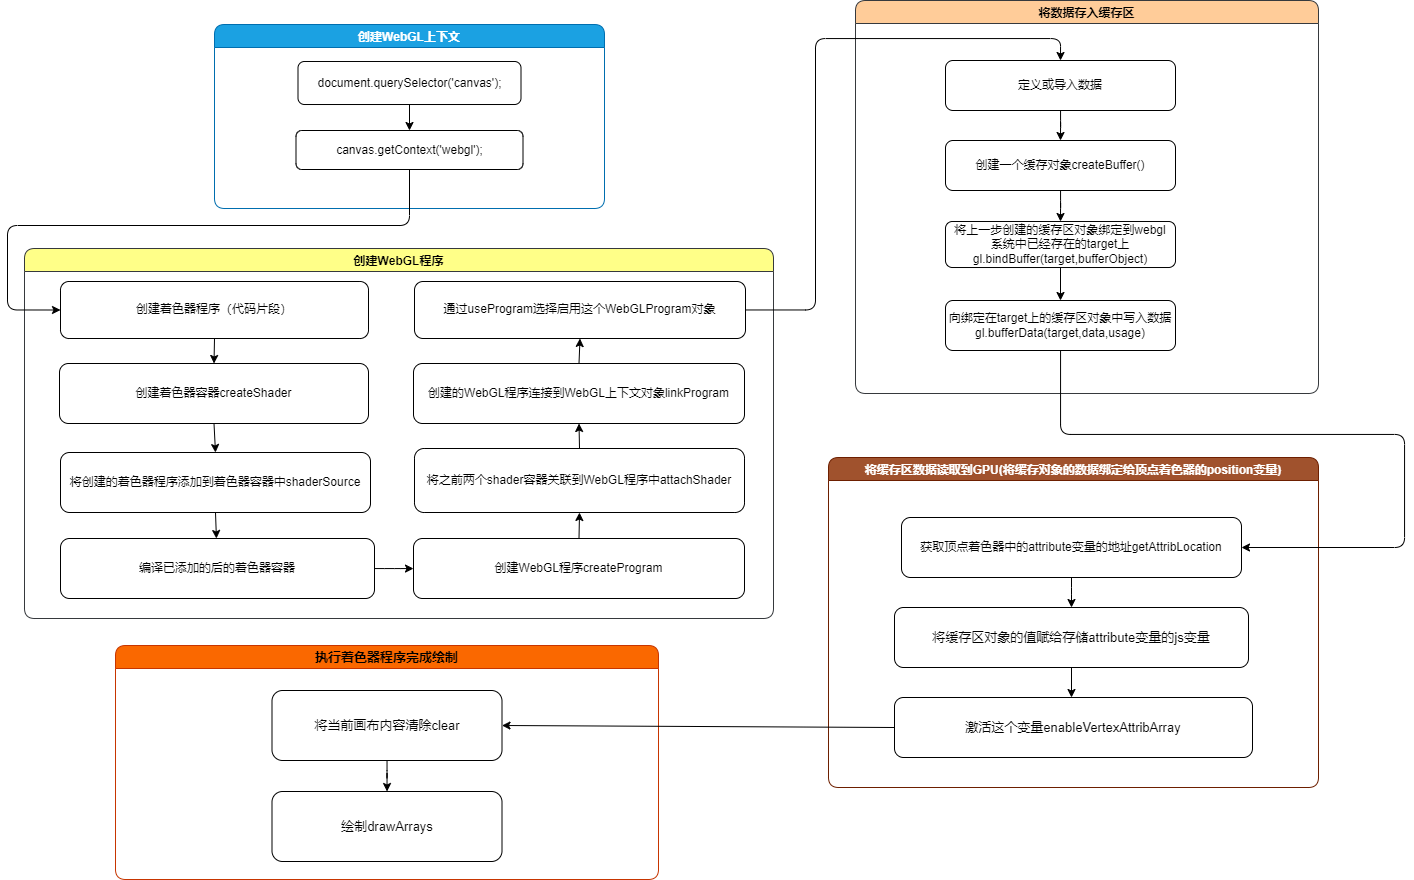 创建WebGL上下文
document.querySelector('canvas');
canvas.getContext('webgl');
创建WebGL程序
创建着色器程序（代码片段）
创建着色器容器createShader
将创建的着色器程序添加到着色器容器中shaderSource
编译已添加的后的着色器容器
创建WebGL程序createProgram
将之前两个shader容器关联到WebGL程序中attachShader
创建的WebGL程序连接到WebGL上下文对象linkProgram
通过useProgram选择启用这个WebGLProgram对象
将数据存入缓存区
定义或导入数据
创建一个缓存对象createBuffer()
将上一步创建的缓存区对象绑定到webgl
系统中已经存在的target上
gl.bindBuffer(target,bufferObject)
向绑定在target上的缓存区对象中写入数据
gl.bufferData(target,data,usage)
将缓存区数据读取到GPU(将缓存对象的数据绑定给顶点着色器的position变量)
获取顶点着色器中的attribute变量的地址getAttribLocation
将缓存区对象的值赋给存储attribute变量的js变量
激活这个变量enableVertexAttribArray
执行着色器程序完成绘制
将当前画布内容清除clear
绘制drawArrays